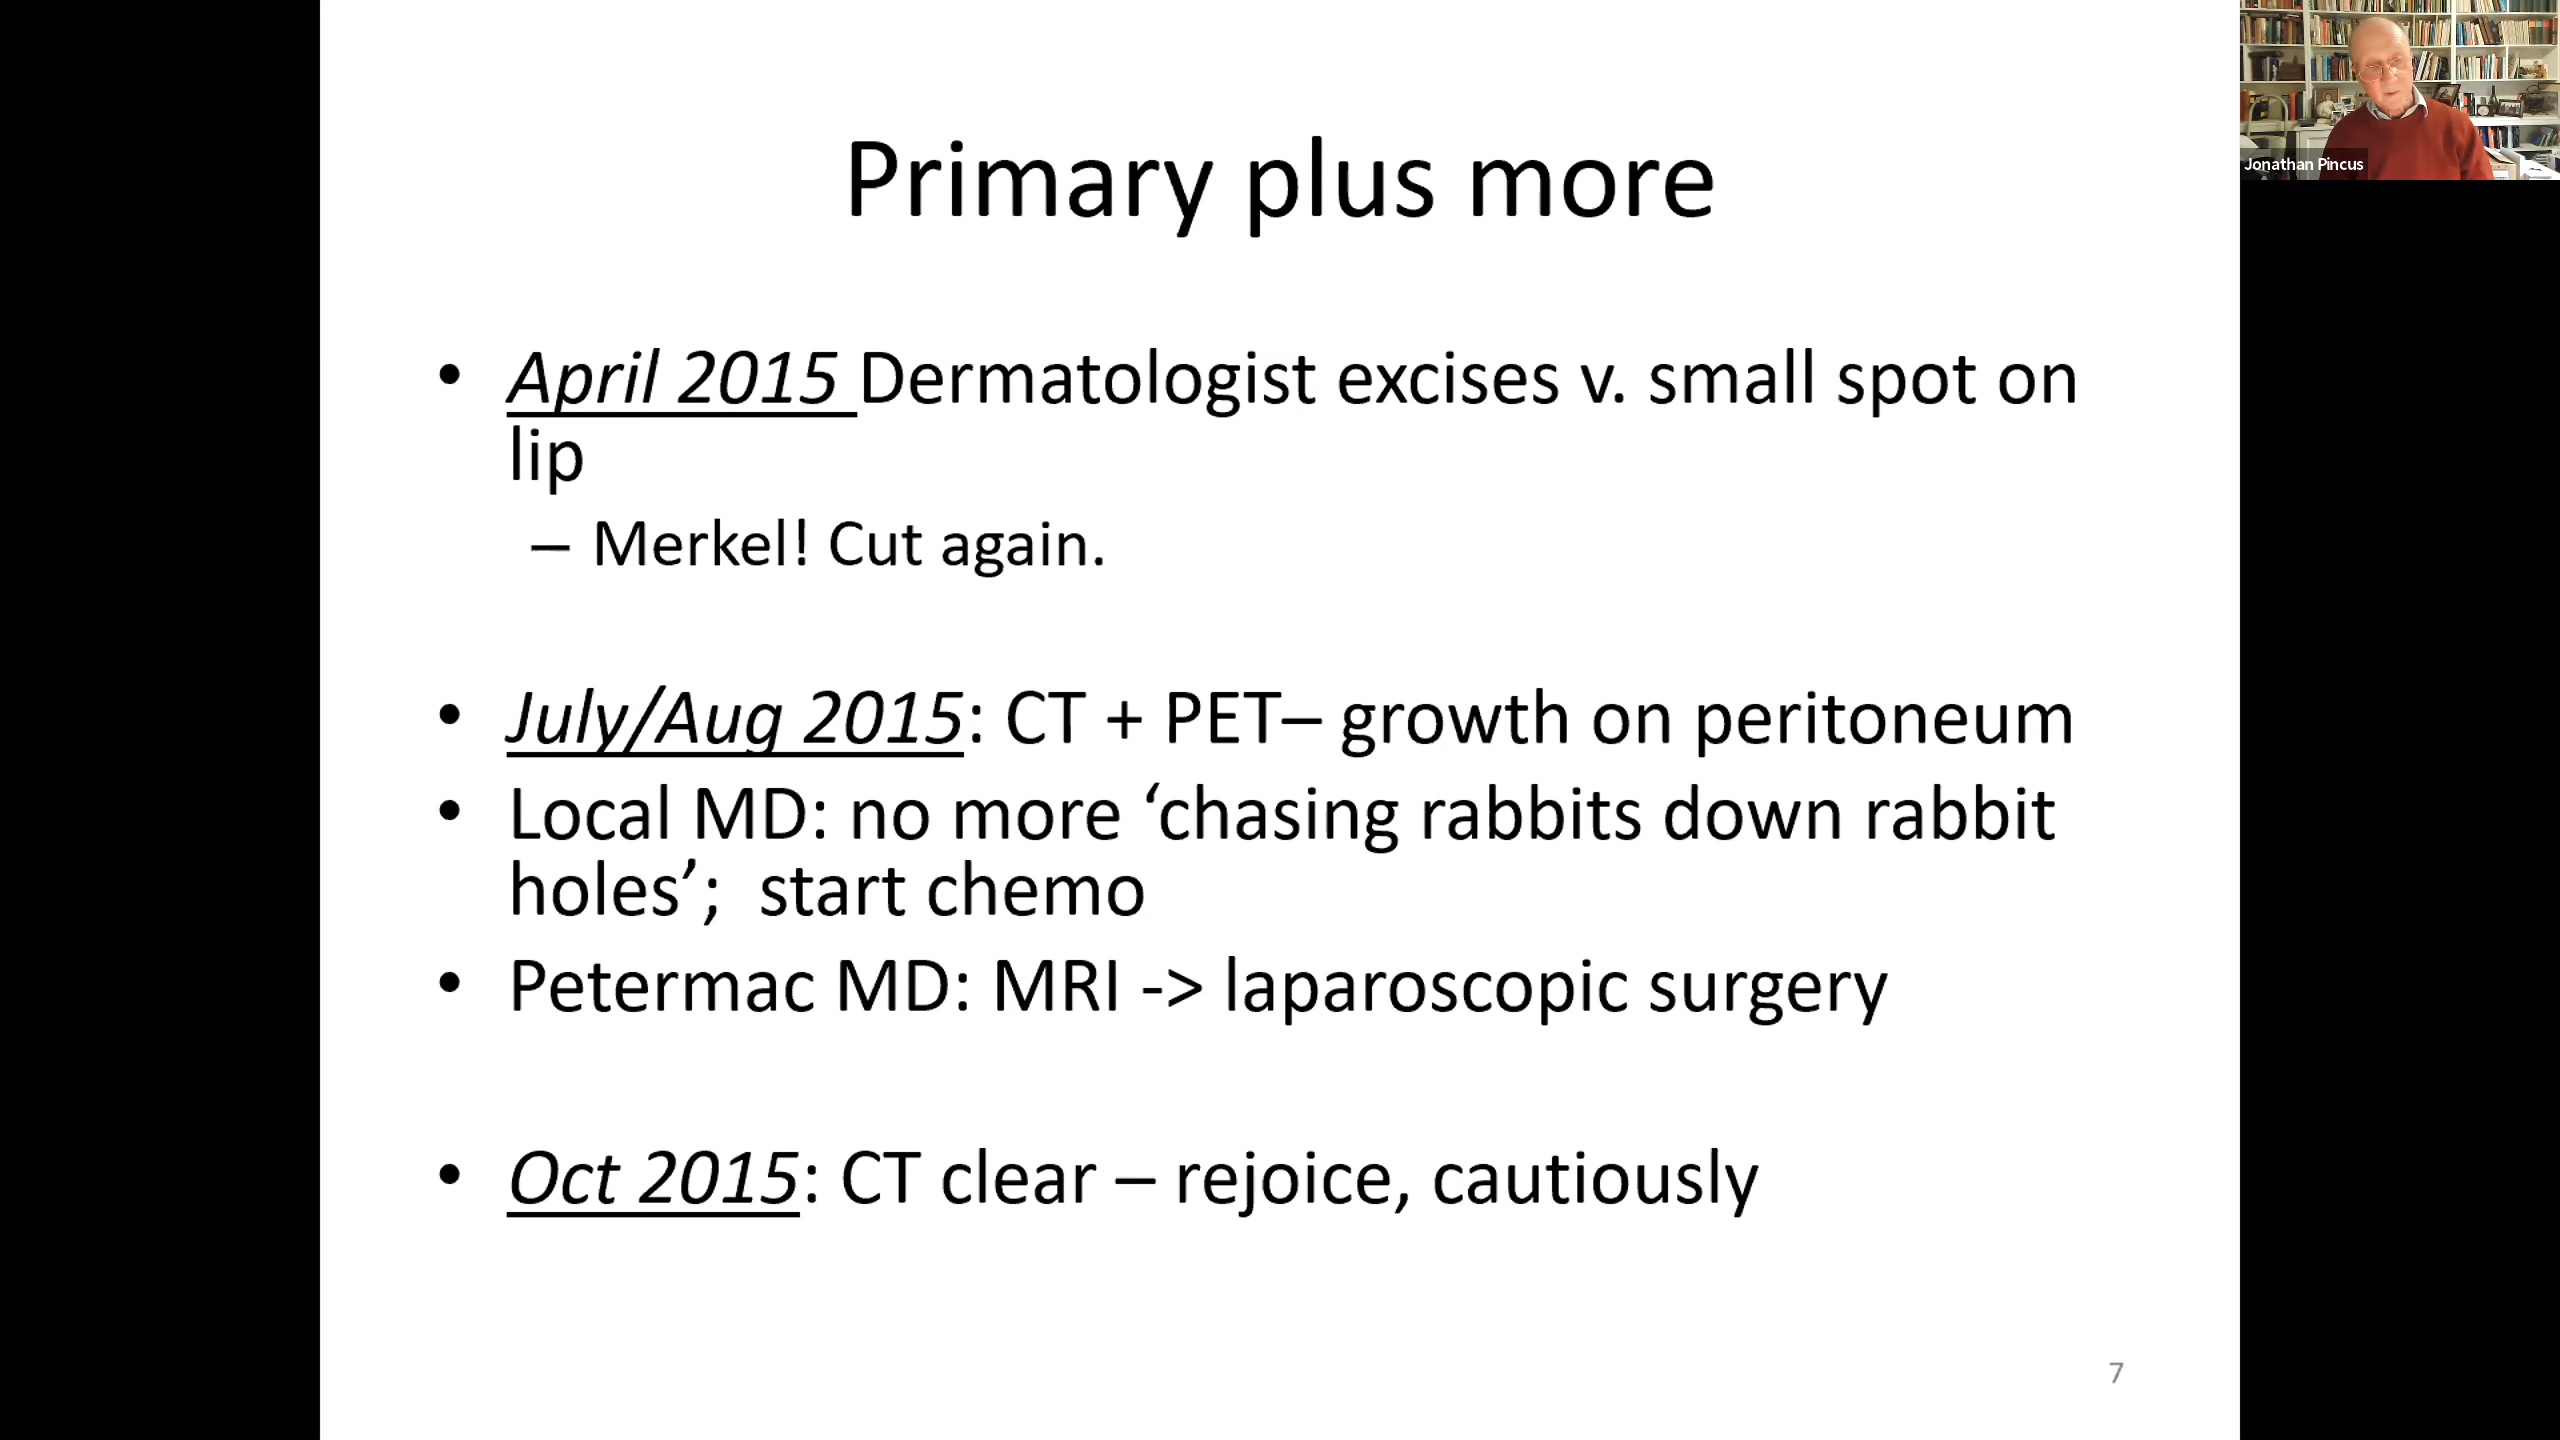 Primary plus more
• April 2015 Dermatologist excises v. small spot on
lip
– Merkel! Cut again.
• July/Aug 2015: CT + PET– growth on peritoneum
• Local MD: no more ‘chasing rabbits down rabbit
holes’;  start chemo
• Petermac MD: MRI -> laparoscopic surgery
• Oct 2015: CT clear – rejoice, cautiously
7
Jonathan Pincus